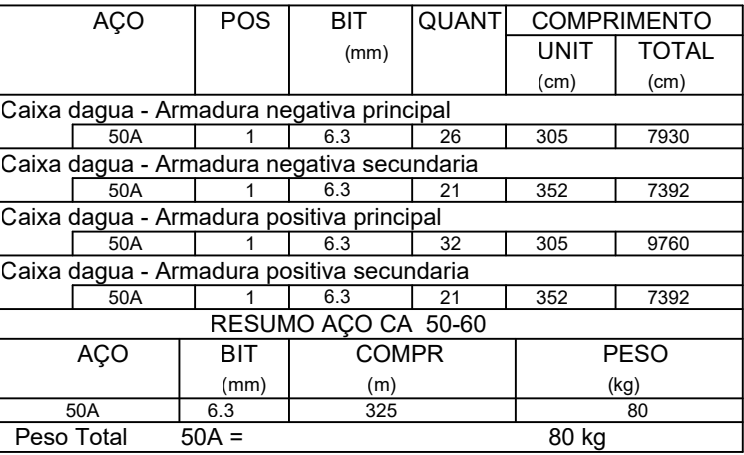 AÇO POS BIT QUANT COMPRIMENTO
(mm) UNIT TOTAL
(cm) (cm)
Caixa dagua - Armadura negativa principal
50A 1 6.3 26 305 7930
Caixa dagua - Armadura negativa secundaria
50A 1 6.3 21 352 7392
Caixa dagua - Armadura positiva principal
50A 1 6.3 32 305 9760
Caixa dagua - Armadura positiva secundaria
50A 1 6.3 21 352 7392
RESUMO AÇO CA 50-60
AÇO BIT COMPR PESO
(mm) (m) (kg)
50A 6.3 325 80
Peso Total 50A = 80 kg